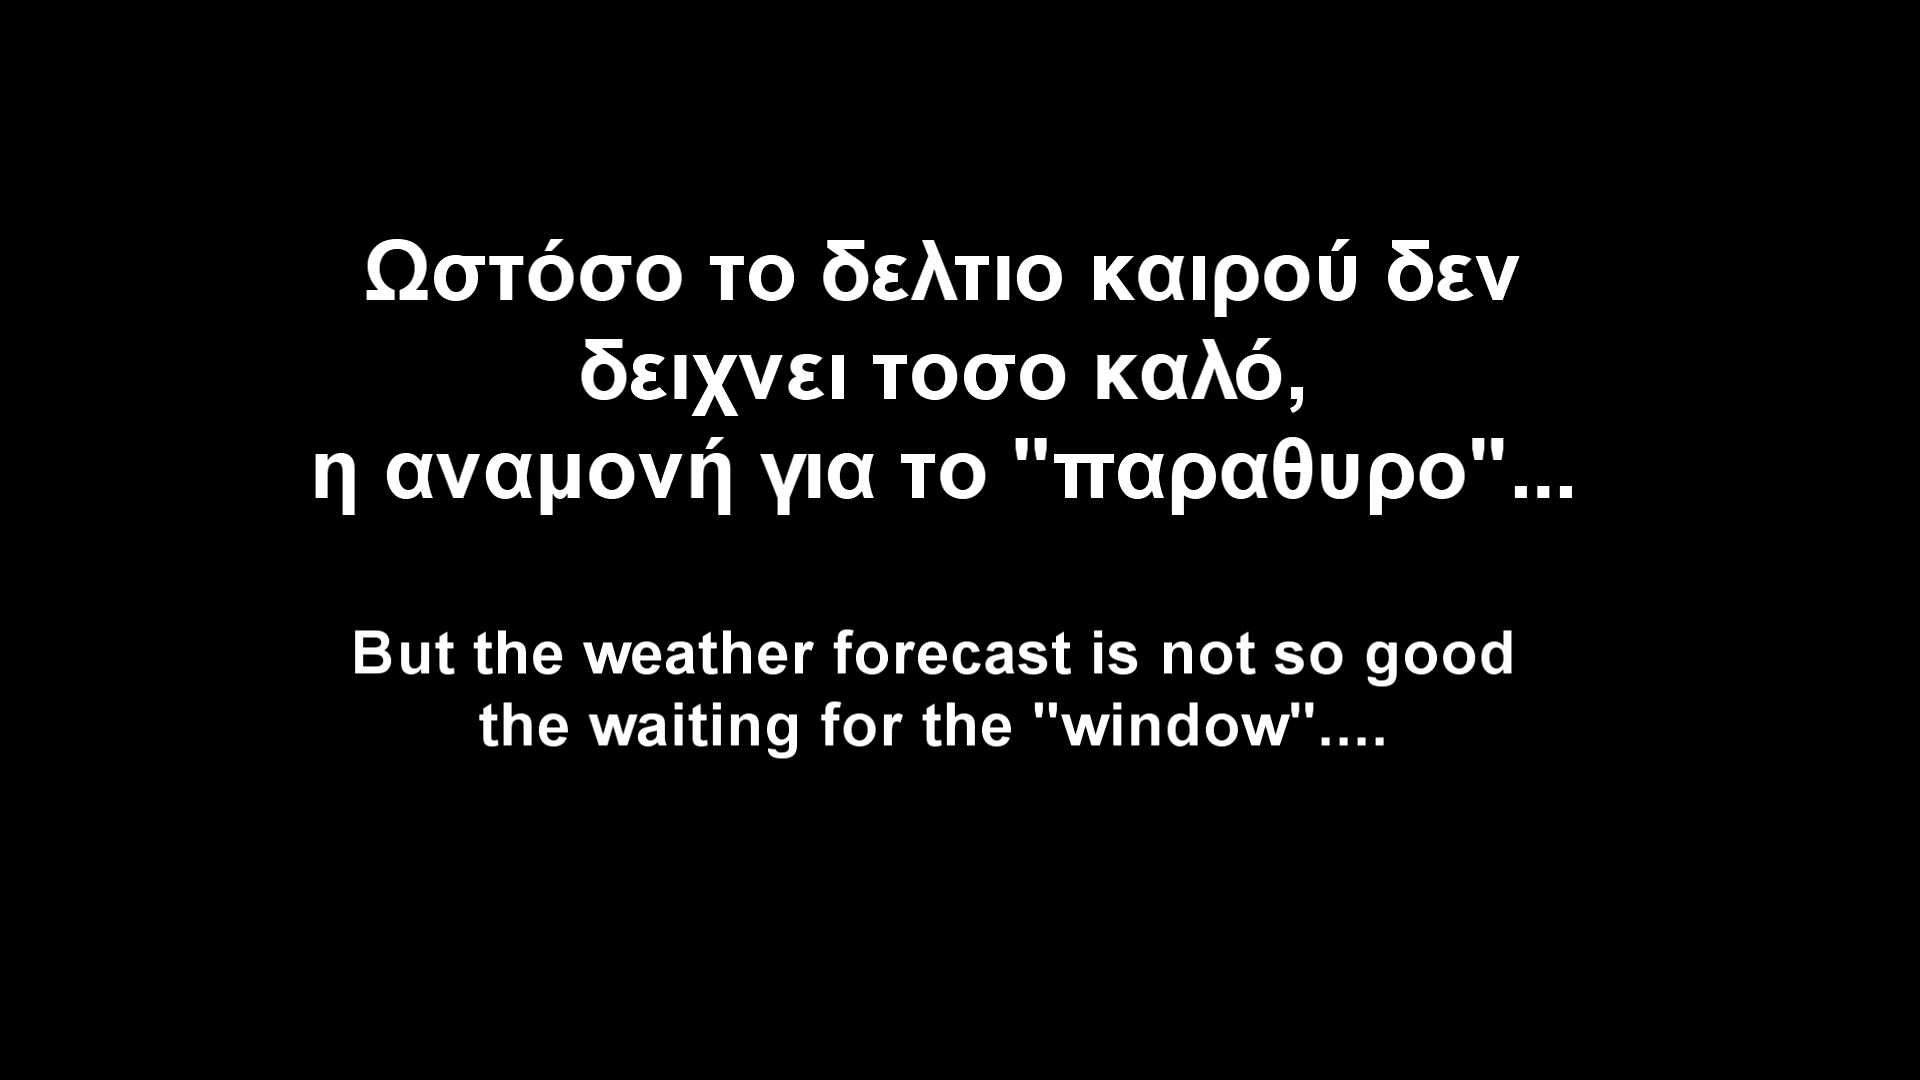 Ωστόσο το δελτιο καιρού δεν
δειχνει τοσο καλό,
η αναμονή για το "παραθυρο"...
But the weather forecast is not so good
the waiting for the "window"....